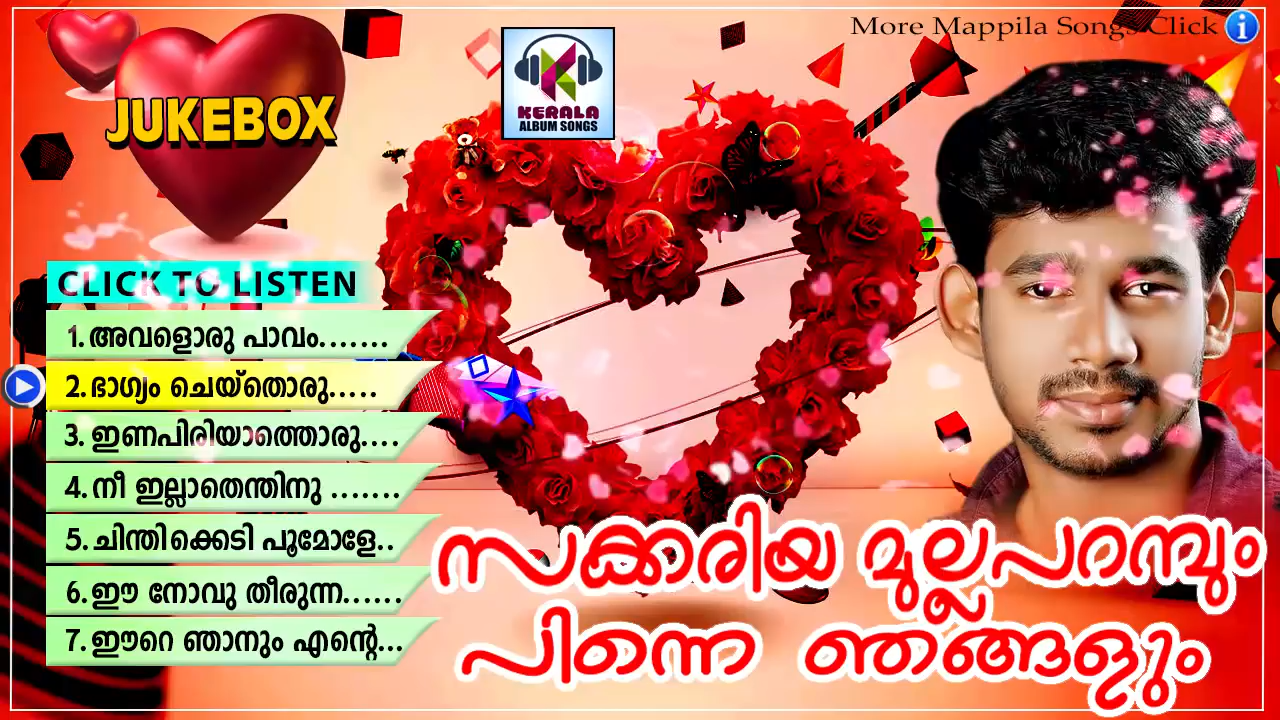 More Mappila Songs Click
JUKEBOX
KERALA
ALBUM SONGS
CLICK TO LISTEN
1. അവളൊരു പാവം.......
2. ഭാഗ്യം ചെയ്തൊരു.....
3. ഇണപിരിയാത്തൊരു....
4. നീ ഇല്ലാതെന്തിനു .......
5. ചിന്തിക്കെടി പൂമോളേ..
6. ഈ നോവു തീരുന്ന......
7. ഈറെ ഞാനും എന്റെ...
സക്കരിയ മുല്ലപറമ്പും
പിന്നെ ഞങ്ങളും